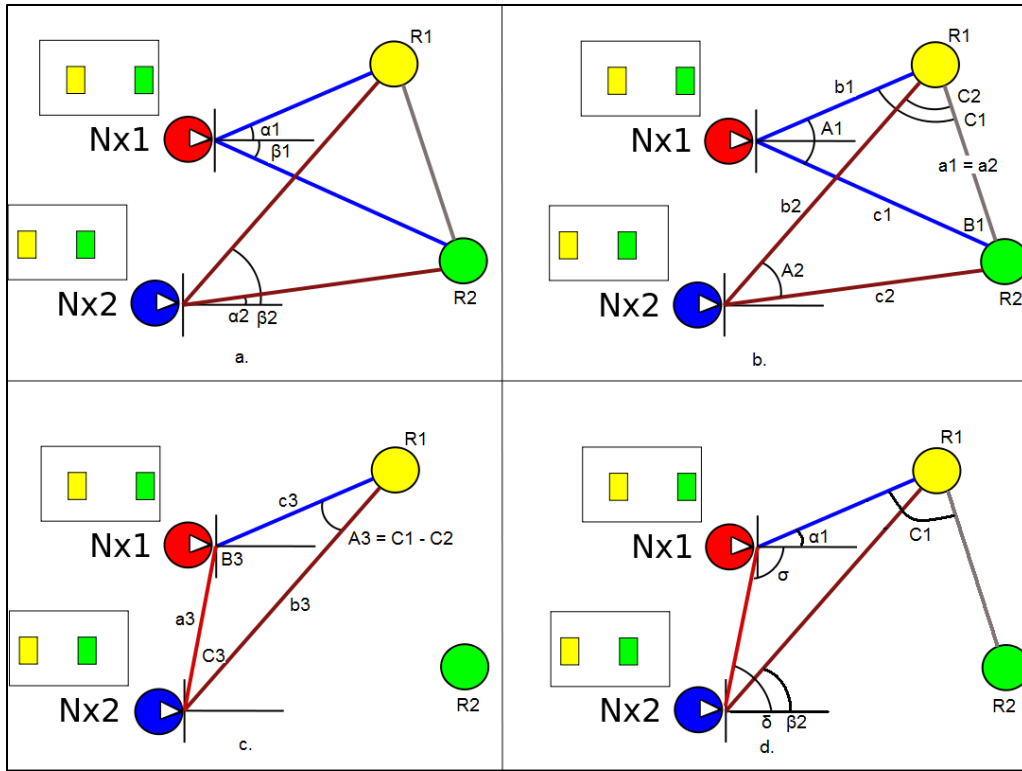 R1
Nx1
α1
β1
Nx2
α2
β2
R2
a.
R1
b1
C2
C1
Nx1
A1
a1 = a2
b2
c1
B1
Nx2
A2
c2
R2
b.
R1
c3
Nx1
B3
A3 = C1 - C2
a3
b3
C3
Nx2
R2
c.
R1
Nx1
α1
C1
σ
Nx2
δ
β2
R2
d.